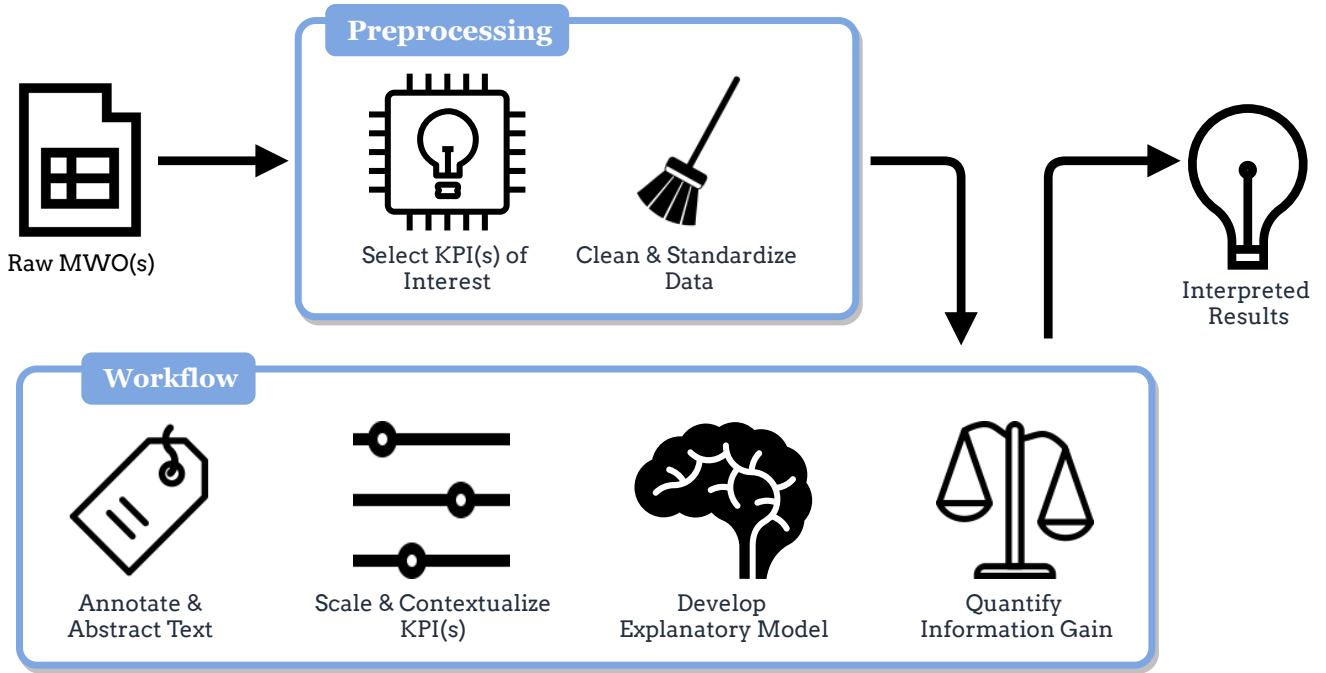 Preprocessing
Raw MWO(s)
Select KPI(s) of
Interest
Clean & Standardize
Data
Interpreted
Results
Workflow
Annotate &
Abstract Text
Scale & Contextualize
KPI(s)
Develop
Explanatory Model
Quantify
Information Gain